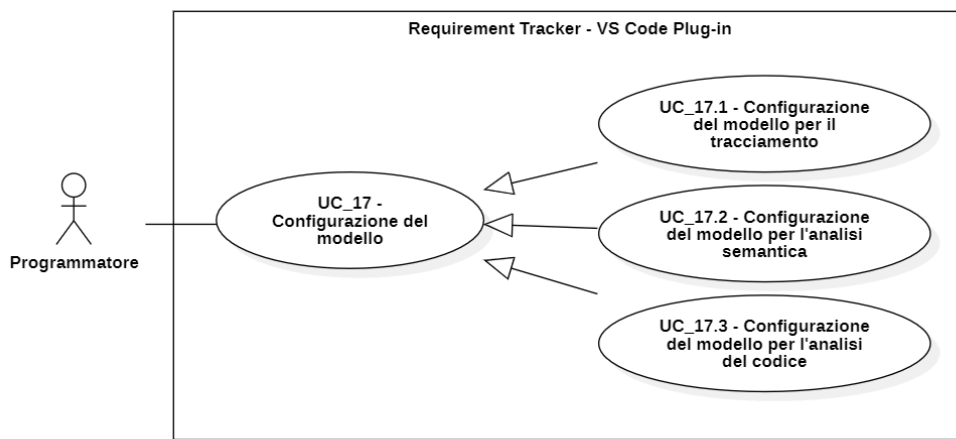 Requirement Tracker - VS Code Plug-in
UC_17.1 - Configurazione
del modello per il
tracciamento
UC_17 -
Configurazione del
modello
UC_17.2 - Configurazione
del modello per l'analisi
semantica
Programmatore
UC_17.3 - Configurazione
del modello per l'analisi
del codice